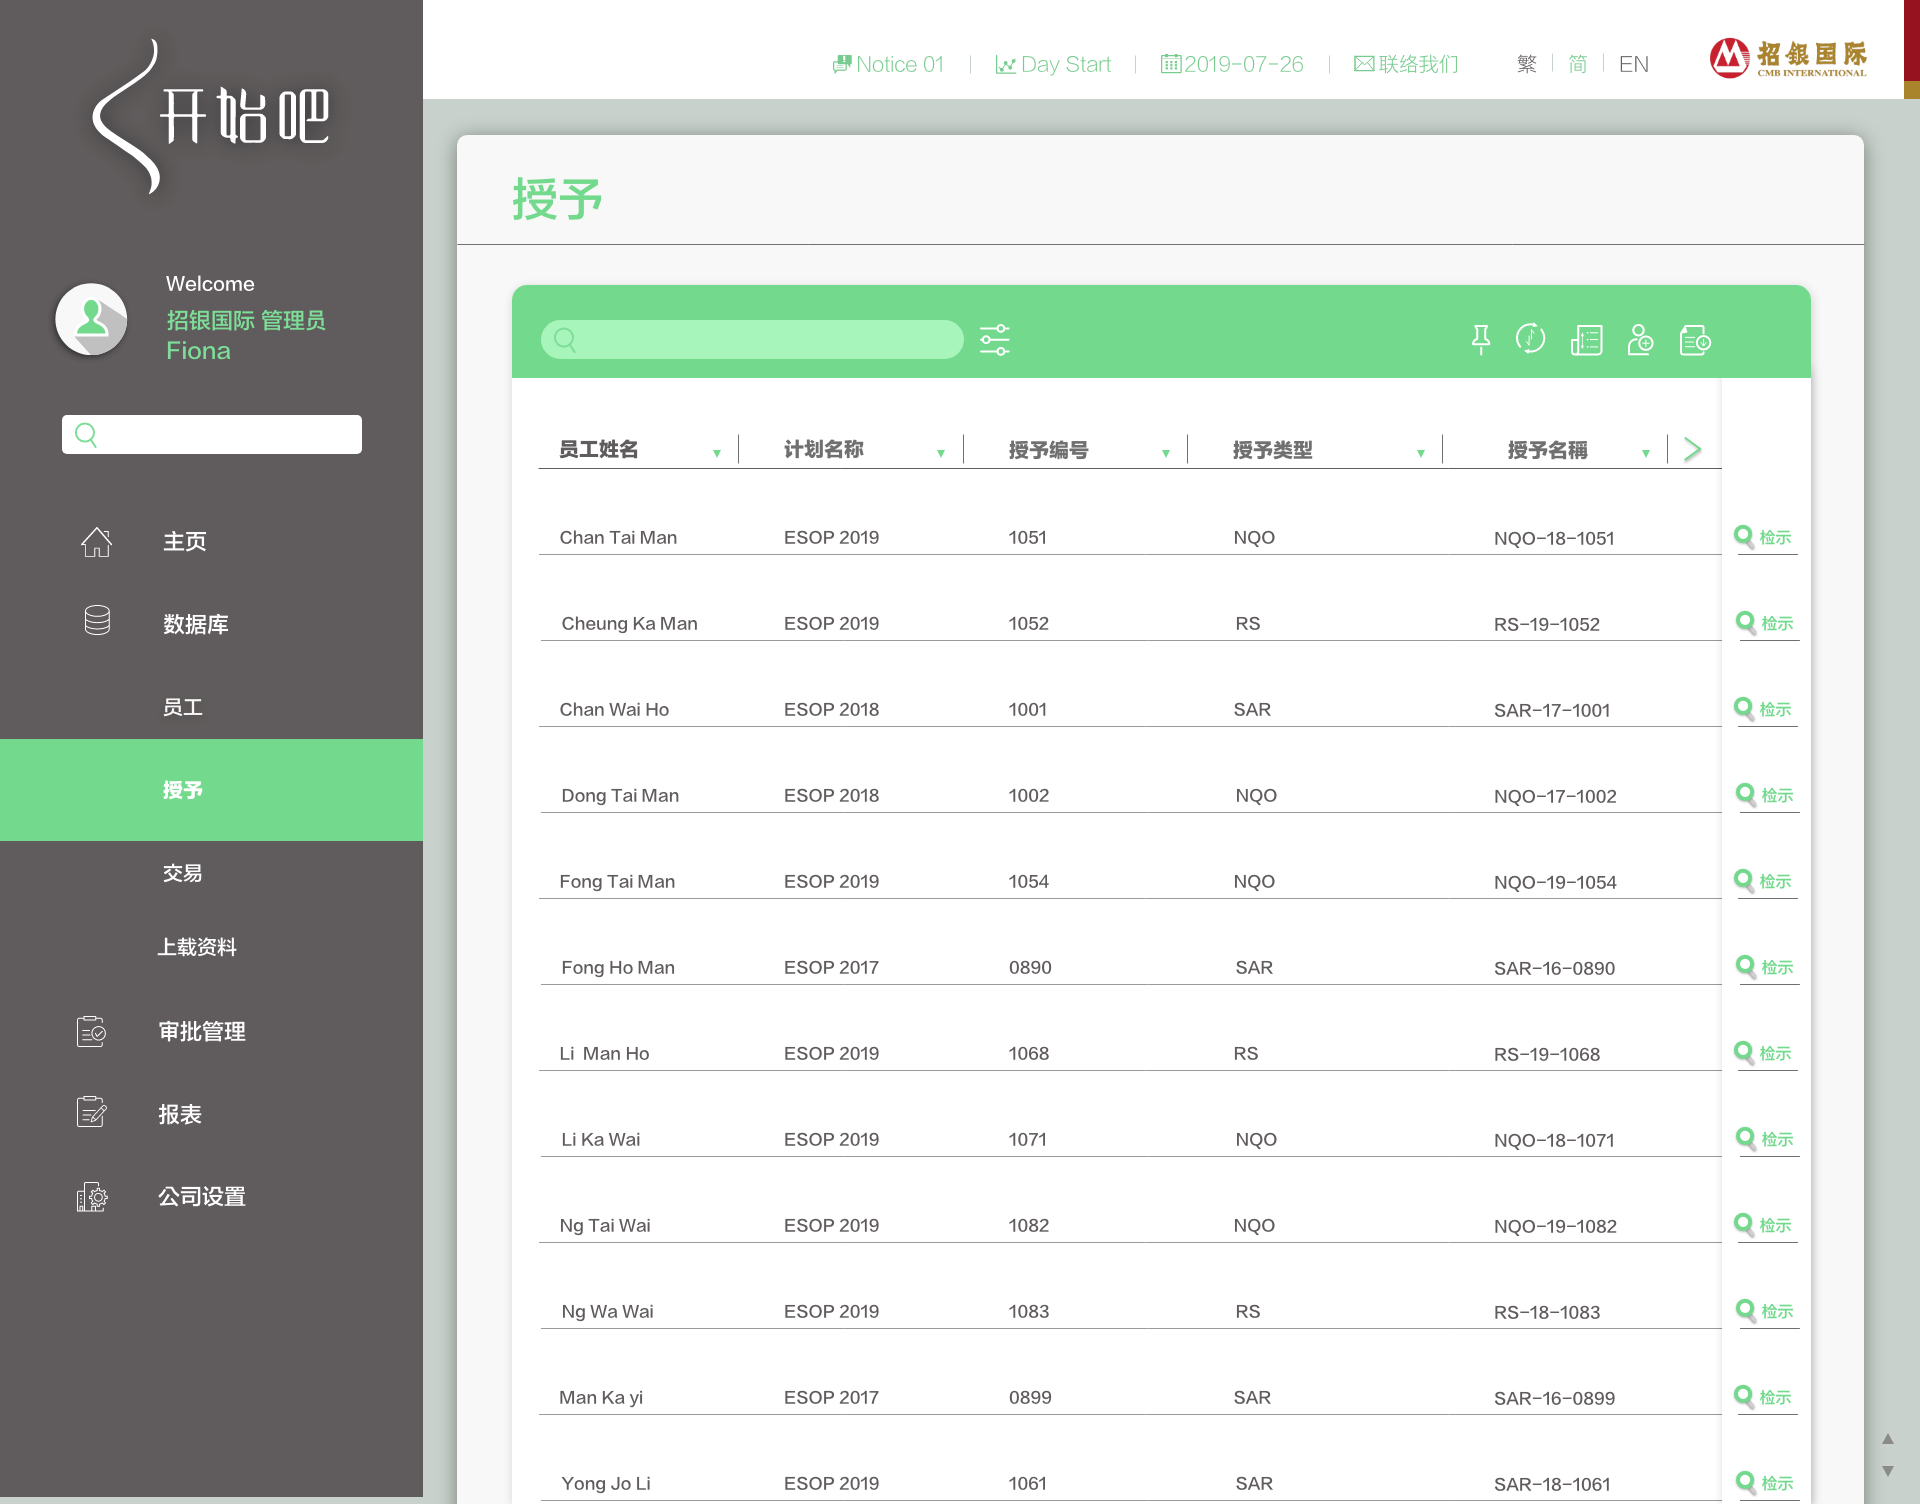 开始吧
Notice 01 Day Start 2019-07-26 联络我们 繁 简 EN
招银国际
CMB INTERNATIONAL
Welcome
招银国际 管理员
Fiona
主页
数据库
员工
授予
交易
上载资料
审批管理
报表
公司设置
授予
员工姓名 计划名称 授予编号 授予类型 授予名稱
Chan Tai Man ESOP 2019 1051 NQO NQO-18-1051 检示
Cheung Ka Man ESOP 2019 1052 RS RS-19-1052 检示
Chan Wai Ho ESOP 2018 1001 SAR SAR-17-1001 检示
Dong Tai Man ESOP 2018 1002 NQO NQO-17-1002 检示
Fong Tai Man ESOP 2019 1054 NQO NQO-19-1054 检示
Fong Ho Man ESOP 2017 0890 SAR SAR-16-0890 检示
Li Man Ho ESOP 2019 1068 RS RS-19-1068 检示
Li Ka Wai ESOP 2019 1071 NQO NQO-18-1071 检示
Ng Tai Wai ESOP 2019 1082 NQO NQO-19-1082 检示
Ng Wa Wai ESOP 2019 1083 RS RS-18-1083 检示
Man Ka yi ESOP 2017 0899 SAR SAR-16-0899 检示
Yong Jo Li ESOP 2019 1061 SAR SAR-18-1061 检示